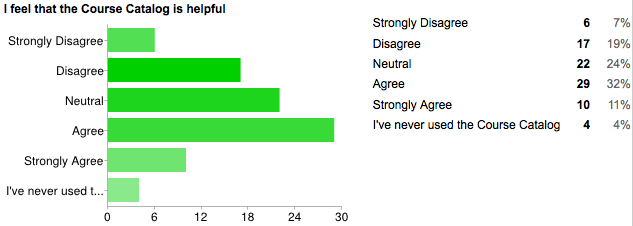 I feel that the Course Catalog is helpful
Strongly Disagree
Disagree
Neutral
Agree
Strongly Agree
I've never used t...
0 6 12 18 24 30
Strongly Disagree 6 7%
Disagree 17 19%
Neutral 22 24%
Agree 29 32%
Strongly Agree 10 11%
I've never used the Course Catalog 4 4%